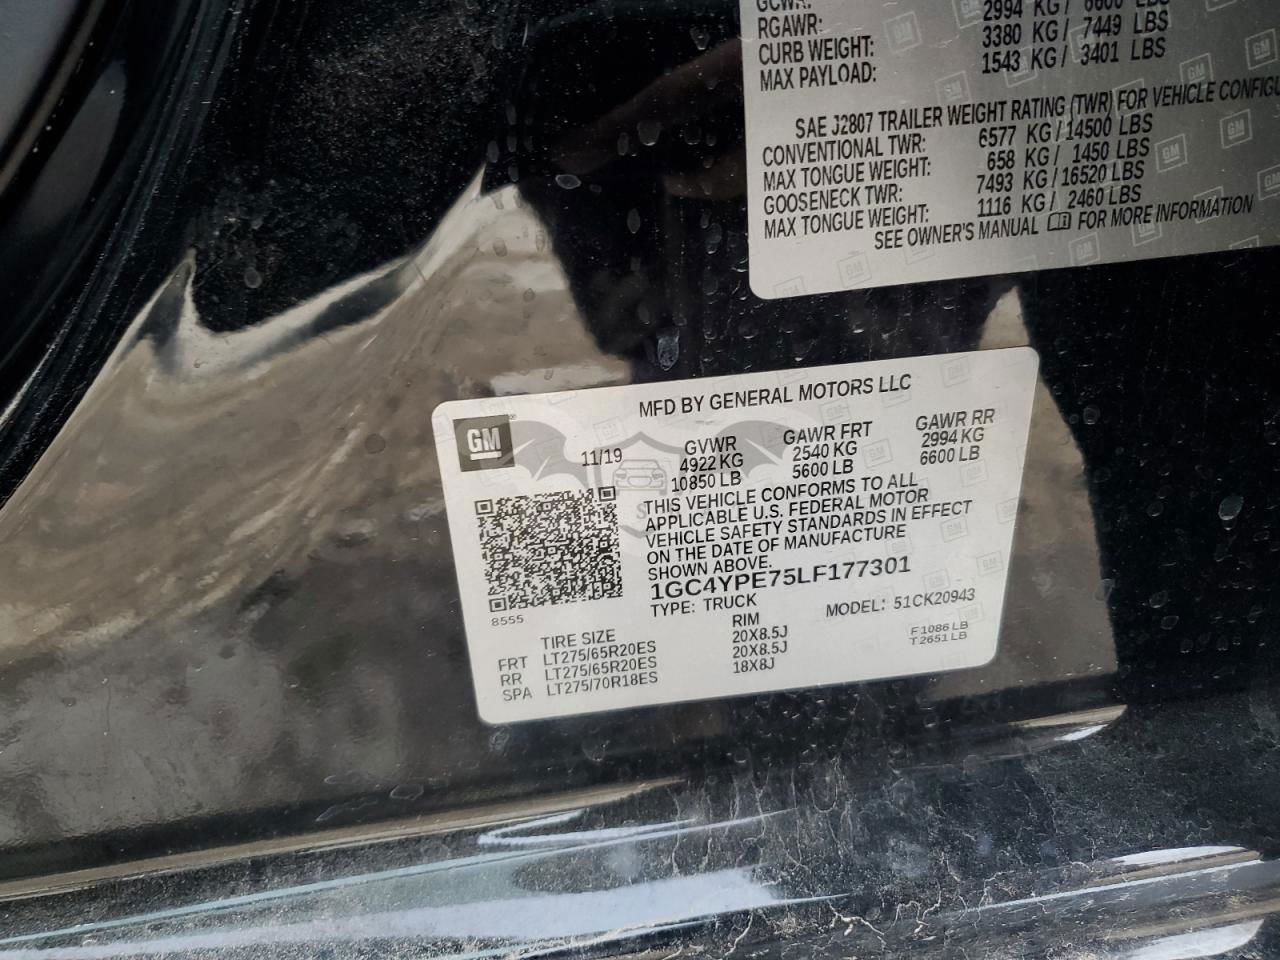 GCWR:
RGAWR: 2994 KG / 6600 LBS
CURB WEIGHT: 3380 KG / 7449 LBS
MAX PAYLOAD: 1543 KG / 3401 LBS
SAE J2807 TRAILER WEIGHT RATING (TWR) FOR VEHICLE CONFIGU
CONVENTIONAL TWR: 6577 KG / 14500 LBS
MAX TONGUE WEIGHT: 658 KG / 1450 LBS
GOOSENECK TWR: 7493 KG / 16520 LBS
MAX TONGUE WEIGHT: 1116 KG / 2460 LBS
SEE OWNER'S MANUAL FOR MORE INFORMATION
MFD BY GENERAL MOTORS LLC
GM
11/19
GVWR GAWR FRT GAWR RR
4922 KG 2540 KG 2994 KG
10850 LB 5600 LB 6600 LB
THIS VEHICLE CONFORMS TO ALL
APPLICABLE U.S. FEDERAL MOTOR
VEHICLE SAFETY STANDARDS IN EFFECT
ON THE DATE OF MANUFACTURE
SHOWN ABOVE.
1GC4YPE75LF177301
TYPE: TRUCK MODEL: 51CK20943
8555
TIRE SIZE RIM
FRT LT275/65R20ES 20X8.5J
RR LT275/65R20ES 20X8.5J
SPA LT275/70R18ES 18X8J
F1086 LB
T2651 LB